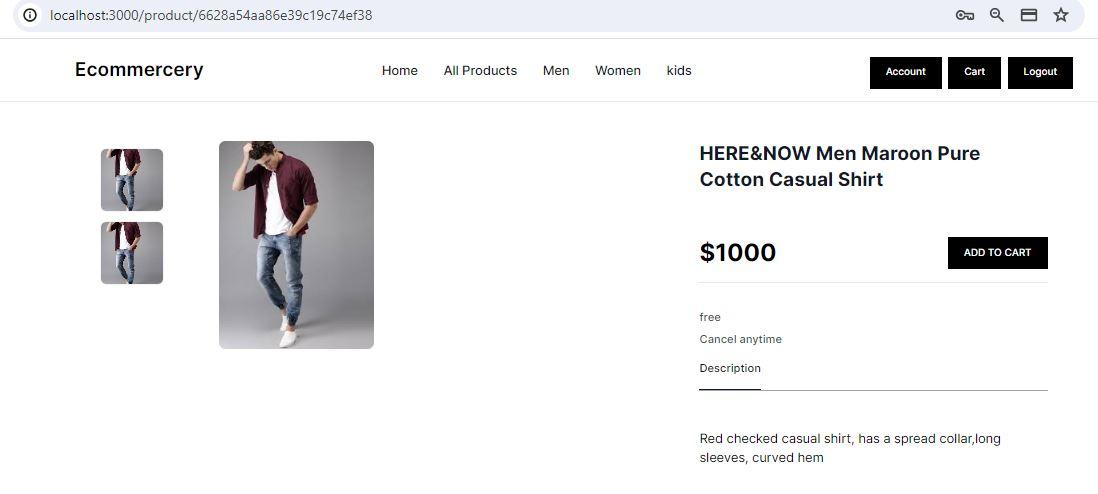 localhost:3000/product/6628a54aa86e39c19c74ef38
Ecommercery
Home All Products Men Women kids
Account Cart Logout
HERE&NOW Men Maroon Pure
Cotton Casual Shirt
$1000
ADD TO CART
free
Cancel anytime
Description
Red checked casual shirt, has a spread collar,long
sleeves, curved hem